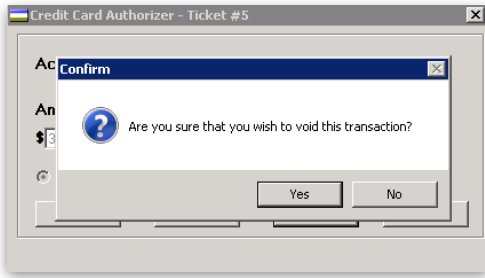 Credit Card Authorizer - Ticket #5
Confirm
Are you sure that you wish to void this transaction?
$
Yes No